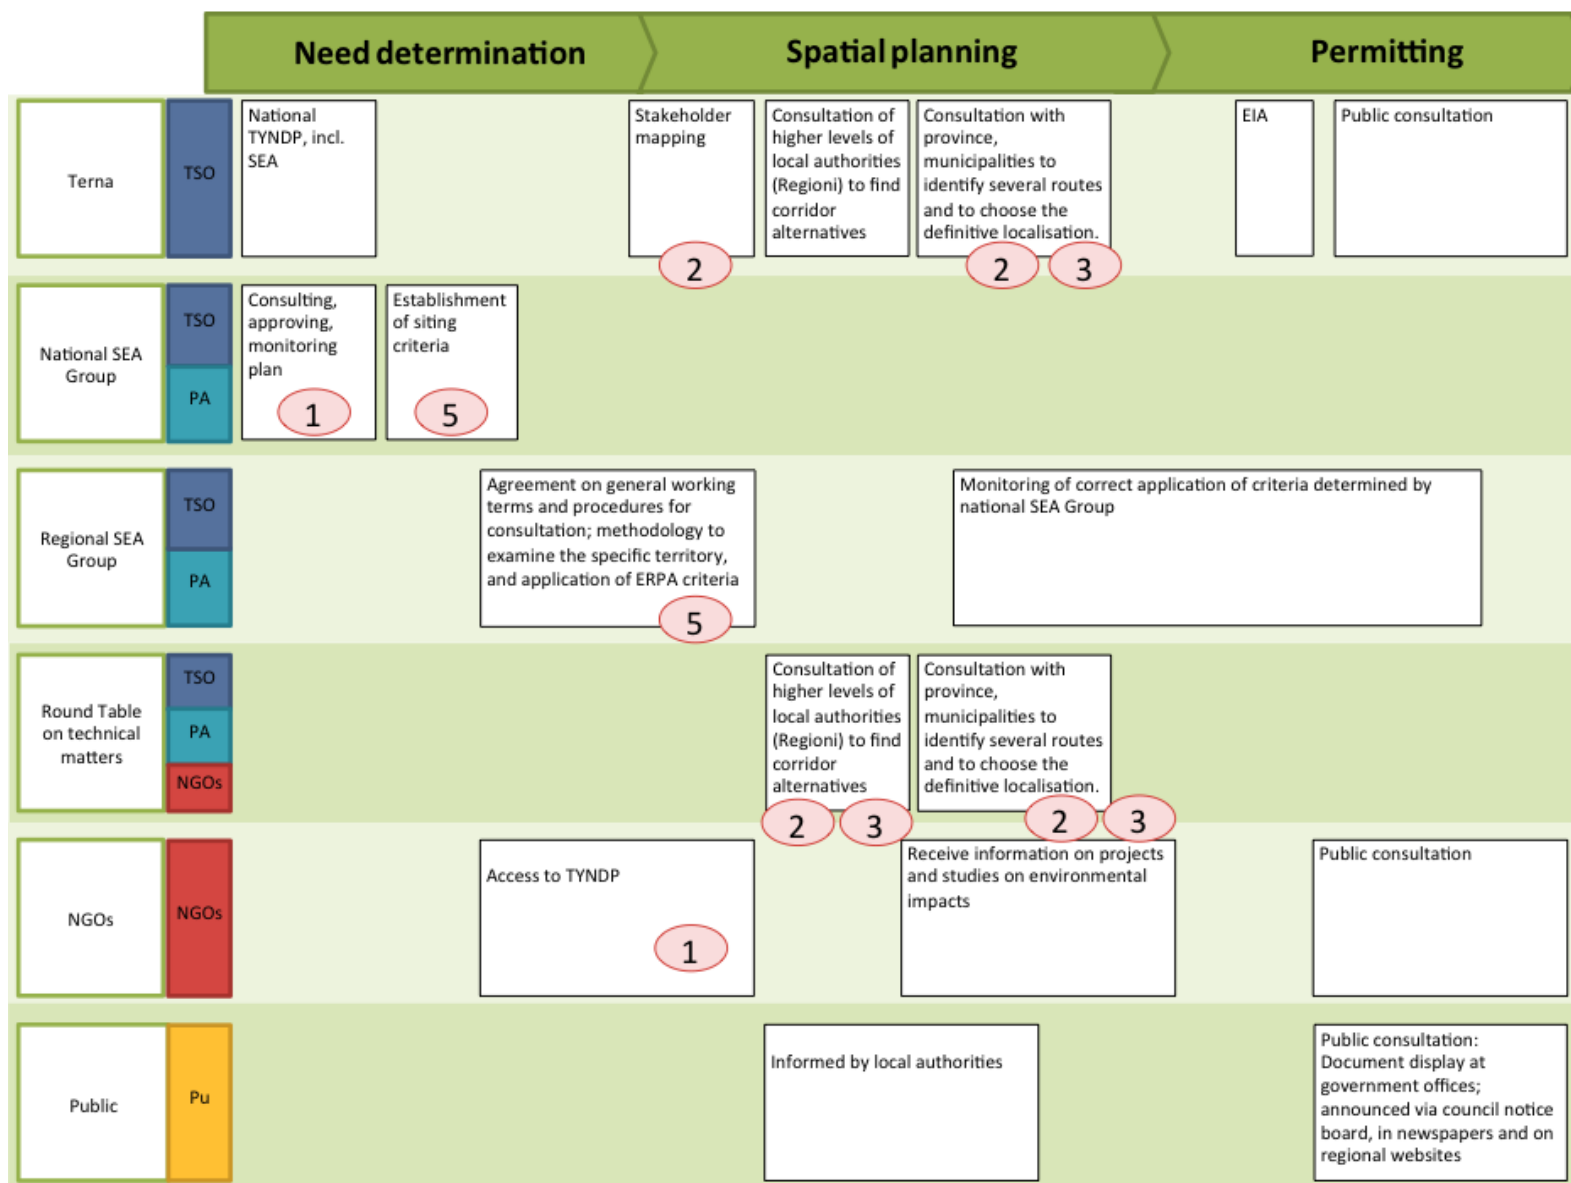 Need determination
Spatial planning
Permitting
Terna
TSO
National
TYNDP, incl.
SEA
Stakeholder
mapping
2
Consultation of
higher levels of
local authorities
(Regioni) to find
corridor
alternatives
Consultation with
province,
municipalities to
identify several routes
and to choose the
definitive localisation.
2
3
EIA
Public consultation
National SEA
Group
TSO
PA
Consulting,
approving,
monitoring
plan
1
Establishment
of siting
criteria
5
Regional SEA
Group
TSO
PA
Agreement on general working
terms and procedures for
consultation; methodology to
examine the specific territory,
and application of ERPA criteria
5
Monitoring of correct application of criteria determined by
national SEA Group
Round Table
on technical
matters
TSO
PA
NGOs
Consultation of
higher levels of
local authorities
(Regioni) to find
corridor
alternatives
2
3
Consultation with
province,
municipalities to
identify several routes
and to choose the
definitive localisation.
2
3
NGOs
NGOs
Access to TYNDP
1
Receive information on projects
and studies on environmental
impacts
Public consultation
Public
Pu
Informed by local authorities
Public consultation:
Document display at
government offices;
announced via council notice
board, in newspapers and on
regional websites